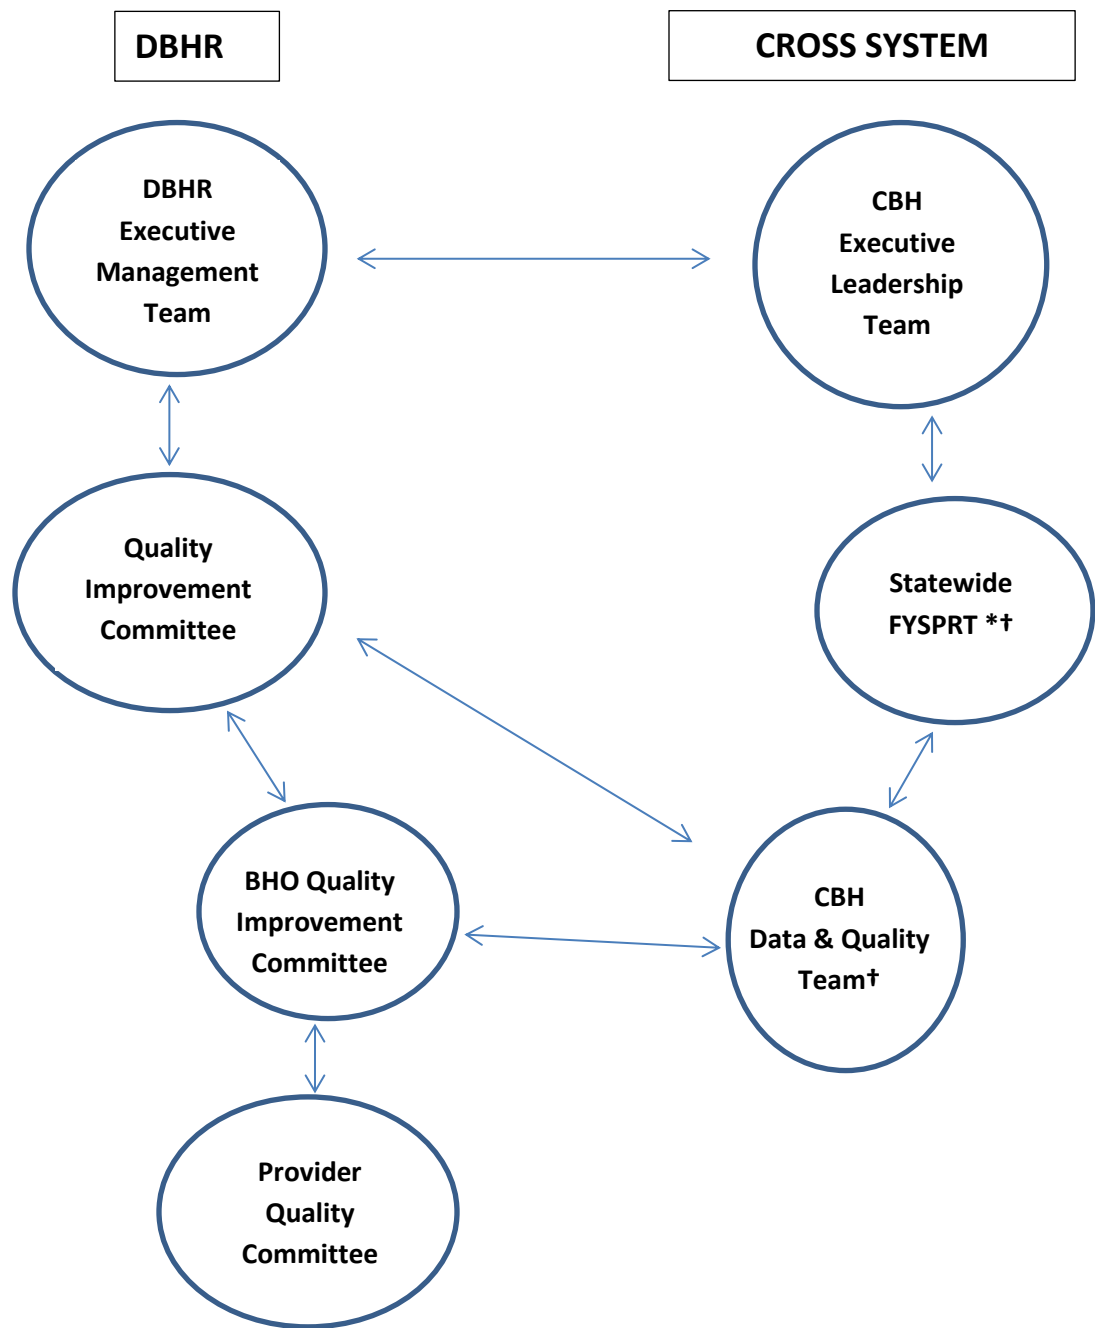 DBHR
CROSS SYSTEM
DBHR
Executive
Management
Team
CBH
Executive
Leadership
Team
Quality
Improvement
Committee
Statewide
FYSPRT *†
BHO Quality
Improvement
Committee
CBH
Data & Quality
Team†
Provider
Quality
Committee